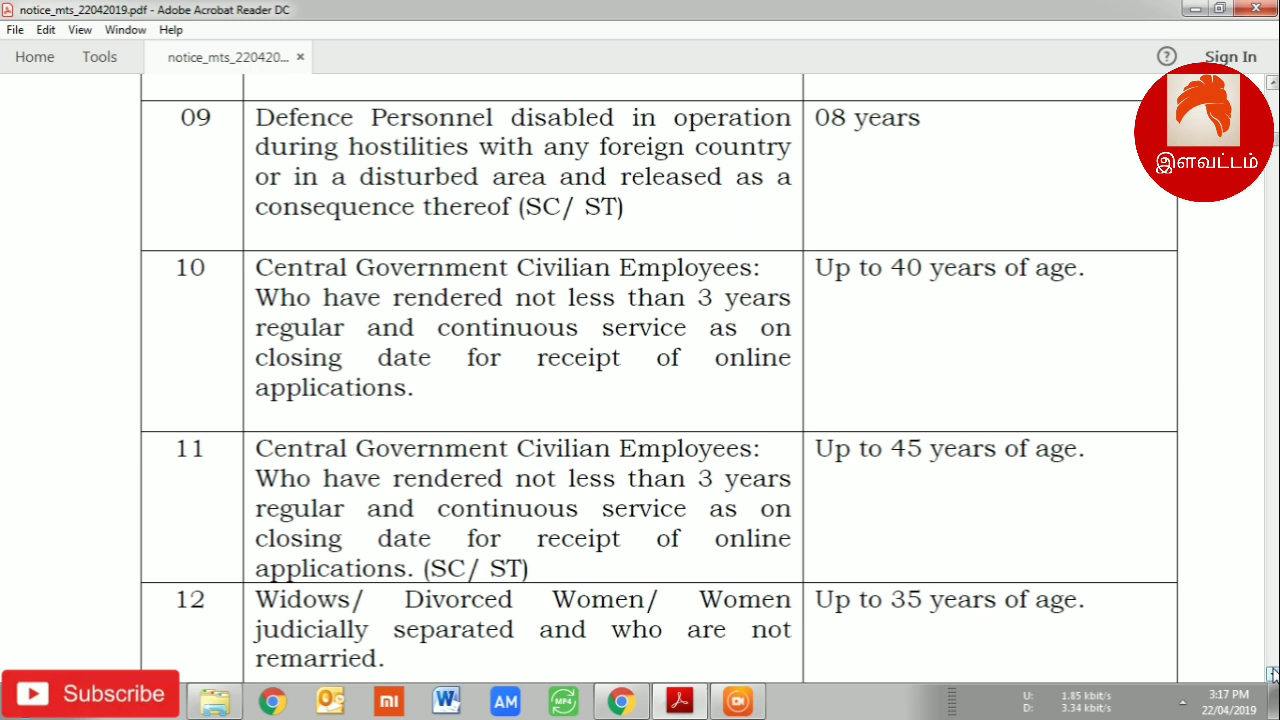 notice_mts_22042019.pdf - Adobe Acrobat Reader DC
File Edit View Window Help
Home Tools notice_mts_220420... × ? Sign In
இளவட்டம்
09 Defence Personnel disabled in operation 08 years
during hostilities with any foreign country
or in a disturbed area and released as a
consequence thereof (SC/ ST)
10 Central Government Civilian Employees: Up to 40 years of age.
Who have rendered not less than 3 years
regular and continuous service as on
closing date for receipt of online
applications.
11 Central Government Civilian Employees: Up to 45 years of age.
Who have rendered not less than 3 years
regular and continuous service as on
closing date for receipt of online
applications. (SC/ ST)
12 Widows/ Divorced Women/ Women Up to 35 years of age.
judicially separated and who are not
remarried.
Subscribe
mi
W
AM
MP4
U: 1.85 kbit/s
D: 3.34 kbit/s
3:17 PM
22/04/2019